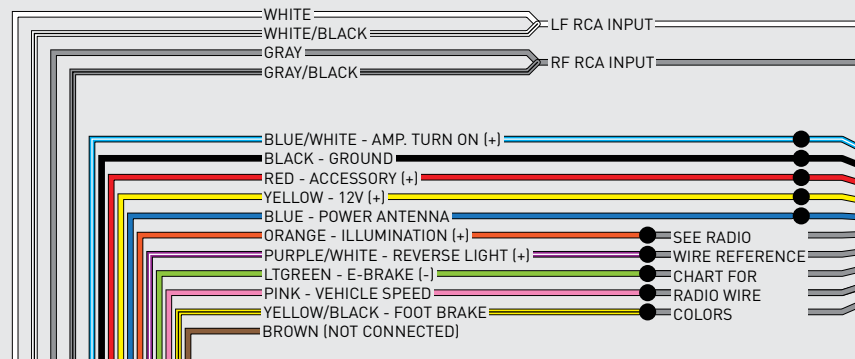 WHITE
WHITE/BLACK
LF RCA INPUT
GRAY
GRAY/BLACK
RF RCA INPUT
BLUE/WHITE - AMP. TURN ON (+)
BLACK - GROUND
RED - ACCESSORY (+)
YELLOW - 12V (+)
BLUE - POWER ANTENNA
ORANGE - ILLUMINATION (+)
PURPLE/WHITE - REVERSE LIGHT (+)
LTGREEN - E-BRAKE (-)
PINK - VEHICLE SPEED
YELLOW/BLACK - FOOT BRAKE
BROWN (NOT CONNECTED)
SEE RADIO
WIRE REFERENCE
CHART FOR
RADIO WIRE
COLORS